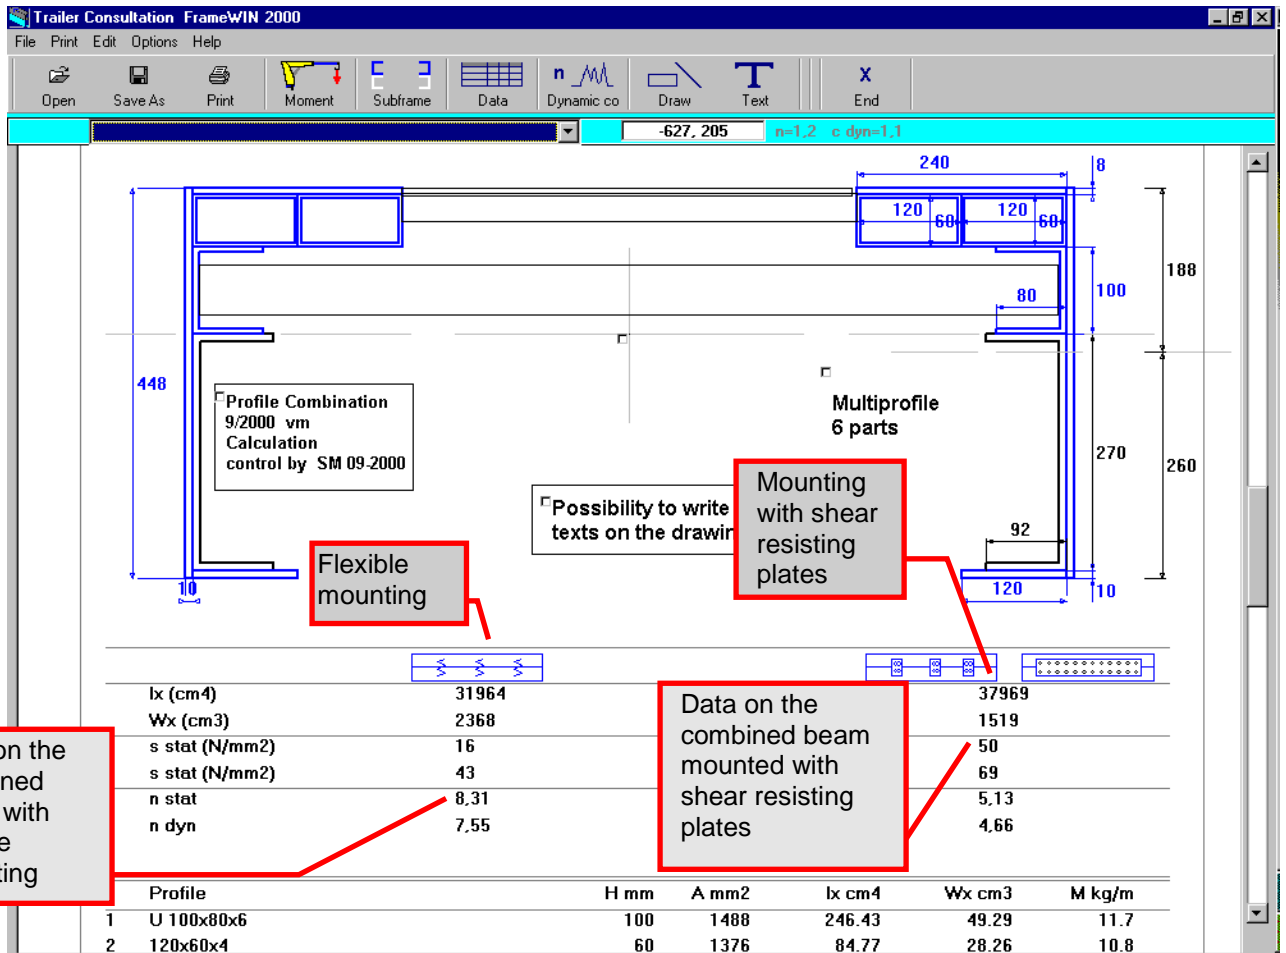 Trailer Consultation FrameWIN 2000
File Print Edit Options Help
Open Save As Print Moment Subframe Data Dynamic co Draw Text End
n T X
-627, 205 n=1,2 c dyn=1,1
240 8
120 60 120 60
188
80 100
448
Profile Combination
9/2000 vm
Calculation
control by SM 09-2000
Multiprofile
6 parts
270 260
Possibility to write
texts on the drawin
Mounting
with shear
resisting
plates
92
Flexible
mounting
10 120 10
Ix (cm4) 31964 37969
Wx (cm3) 2368 1519
s stat (N/mm2) 16 50
s stat (N/mm2) 43 69
n stat 8,31 5,13
n dyn 7,55 4,66
on the
ned
with
e
ting
Data on the
combined beam
mounted with
shear resisting
plates
Profile H mm A mm2 Ix cm4 Wx cm3 M kg/m
1 U 100x80x6 100 1488 246.43 49.29 11.7
2 120x60x4 60 1376 84.77 28.26 10.8